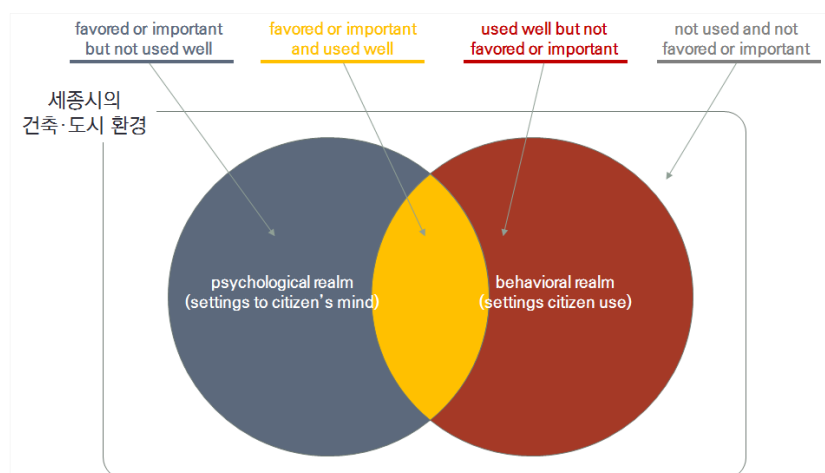 favored or important
but not used well
favored or important
and used well
used well but not
favored or important
not used and not
favored or important
세종시의
건축·도시 환경
psychological realm
(settings to citizen's mind)
behavioral realm
(settings citizen use)